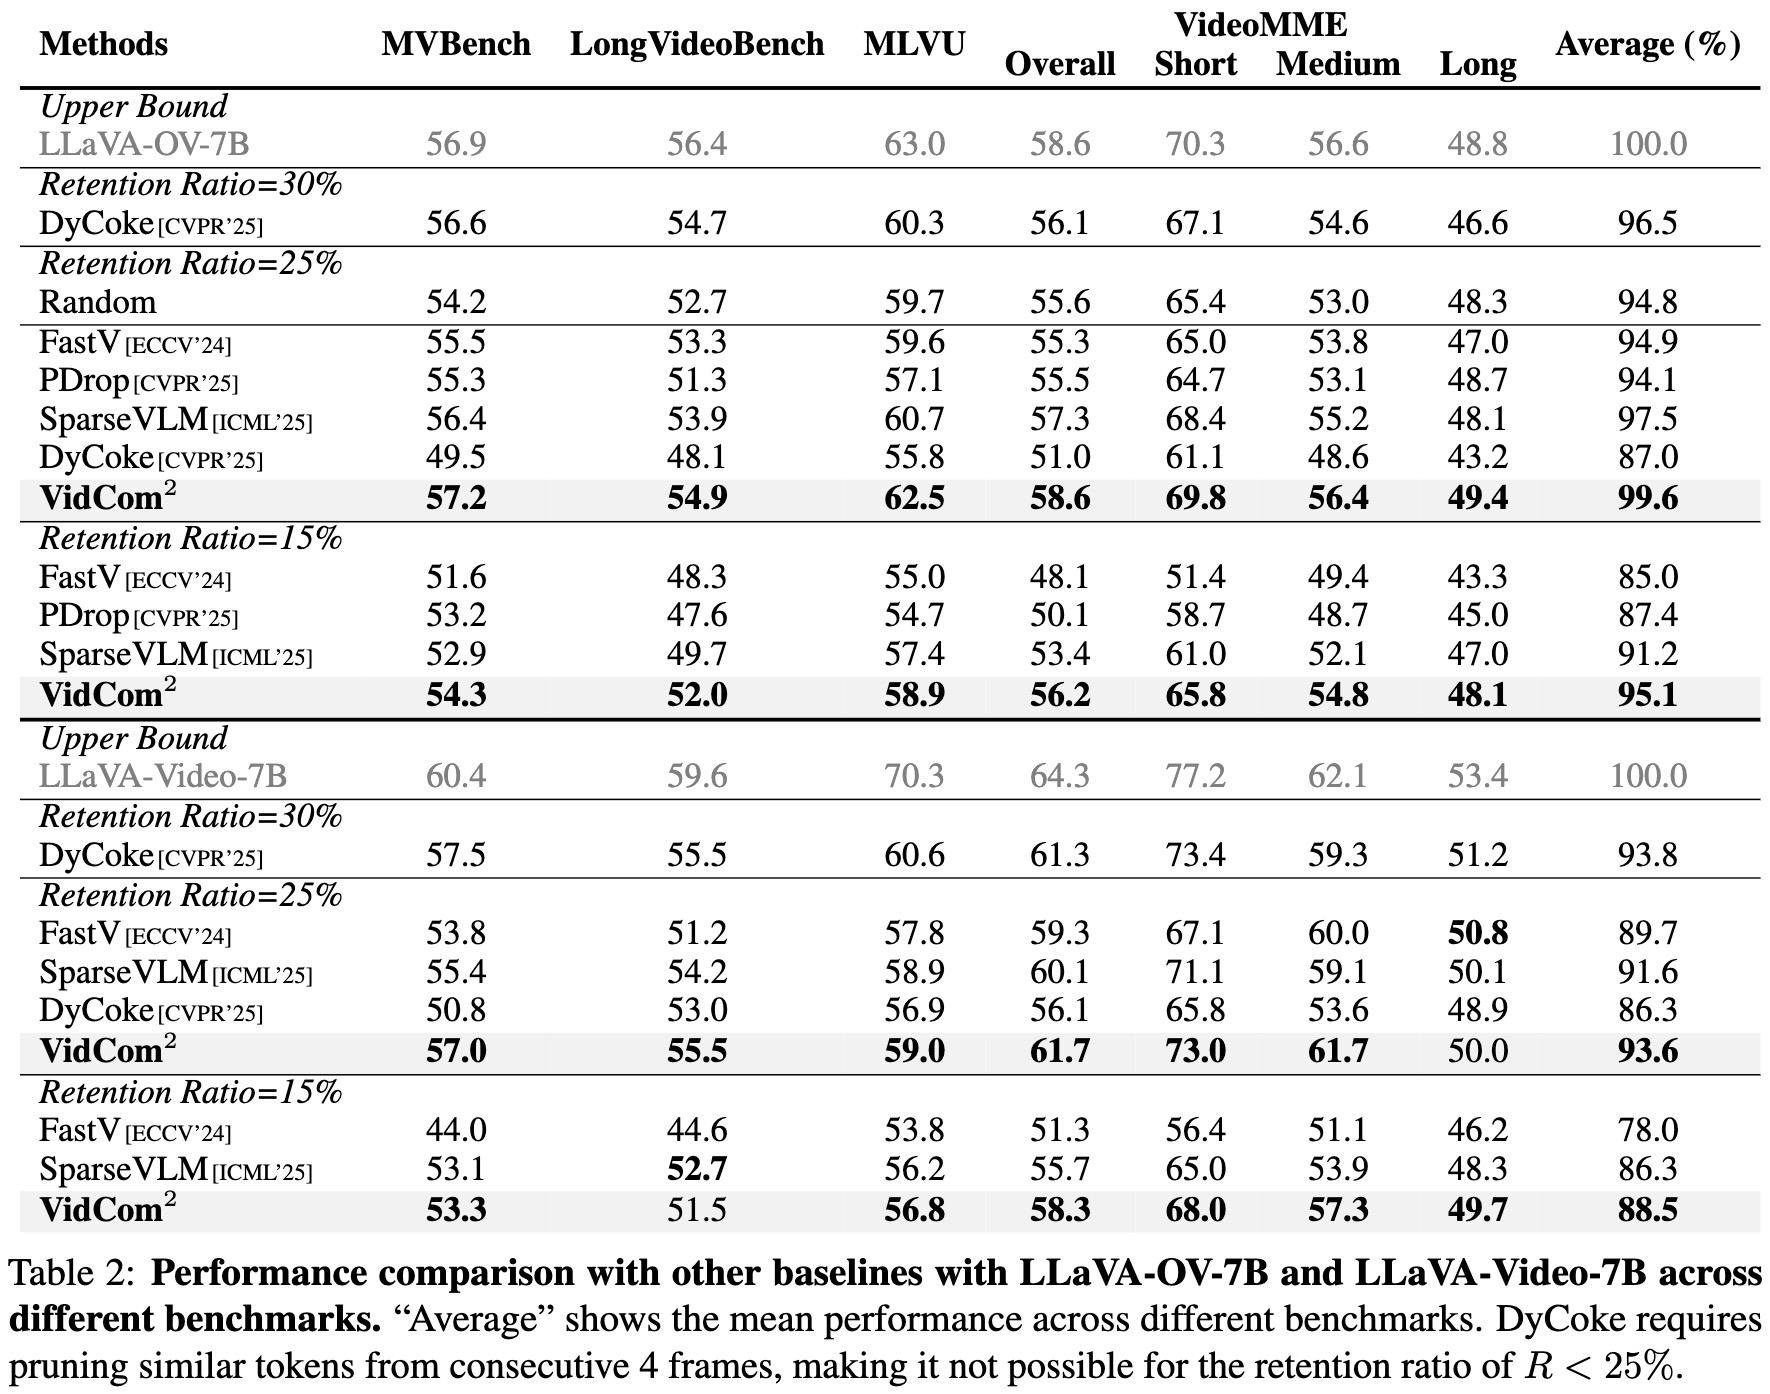 Methods MVBench LongVideoBench MLVU VideoMME Average (%)
Overall Short Medium Long
Upper Bound
LLaVA-OV-7B 56.9 56.4 63.0 58.6 70.3 56.6 48.8 100.0
Retention Ratio=30%
DyCoke[CVPR’25] 56.6 54.7 60.3 56.1 67.1 54.6 46.6 96.5
Retention Ratio=25%
Random 54.2 52.7 59.7 55.6 65.4 53.0 48.3 94.8
FastV[ECCV’24] 55.5 53.3 59.6 55.3 65.0 53.8 47.0 94.9
PDrop[CVPR’25] 55.3 51.3 57.1 55.5 64.7 53.1 48.7 94.1
SparseVLM[ICML’25] 56.4 53.9 60.7 57.3 68.4 55.2 48.1 97.5
DyCoke[CVPR’25] 49.5 48.1 55.8 51.0 61.1 48.6 43.2 87.0
VidCom² 57.2 54.9 62.5 58.6 69.8 56.4 49.4 99.6
Retention Ratio=15%
FastV[ECCV’24] 51.6 48.3 55.0 48.1 51.4 49.4 43.3 85.0
PDrop[CVPR’25] 53.2 47.6 54.7 50.1 58.7 48.7 45.0 87.4
SparseVLM[ICML’25] 52.9 49.7 57.4 53.4 61.0 52.1 47.0 91.2
VidCom² 54.3 52.0 58.9 56.2 65.8 54.8 48.1 95.1
Upper Bound
LLaVA-Video-7B 60.4 59.6 70.3 64.3 77.2 62.1 53.4 100.0
Retention Ratio=30%
DyCoke[CVPR’25] 57.5 55.5 60.6 61.3 73.4 59.3 51.2 93.8
Retention Ratio=25%
FastV[ECCV’24] 53.8 51.2 57.8 59.3 67.1 60.0 50.8 89.7
SparseVLM[ICML’25] 55.4 54.2 58.9 60.1 71.1 59.1 50.1 91.6
DyCoke[CVPR’25] 50.8 53.0 56.9 56.1 65.8 53.6 48.9 86.3
VidCom² 57.0 55.5 59.0 61.7 73.0 61.7 50.0 93.6
Retention Ratio=15%
FastV[ECCV’24] 44.0 44.6 53.8 51.3 56.4 51.1 46.2 78.0
SparseVLM[ICML’25] 53.1 52.7 56.2 55.7 65.0 53.9 48.3 86.3
VidCom² 53.3 51.5 56.8 58.3 68.0 57.3 49.7 88.5
Table 2: Performance comparison with other baselines with LLaVA-OV-7B and LLaVA-Video-7B across
different benchmarks. “Average” shows the mean performance across different benchmarks. DyCoke requires
pruning similar tokens from consecutive 4 frames, making it not possible for the retention ratio of R < 25%.